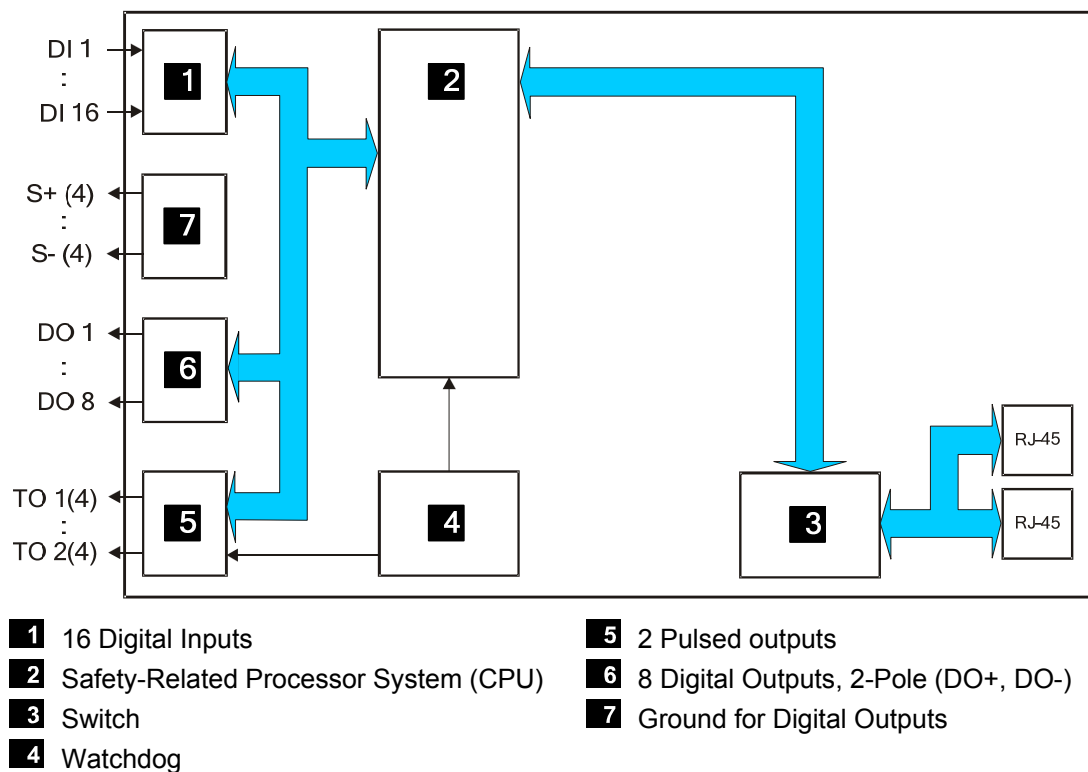 DI 1
:
DI 16
1
2
S+ (4)
:
S- (4)
7
DO 1
:
DO 8
6
RJ-45
TO 1(4)
:
TO 2(4)
5
4
3
RJ-45
1 16 Digital Inputs
2 Safety-Related Processor System (CPU)
3 Switch
4 Watchdog
5 2 Pulsed outputs
6 8 Digital Outputs, 2-Pole (DO+, DO-)
7 Ground for Digital Outputs